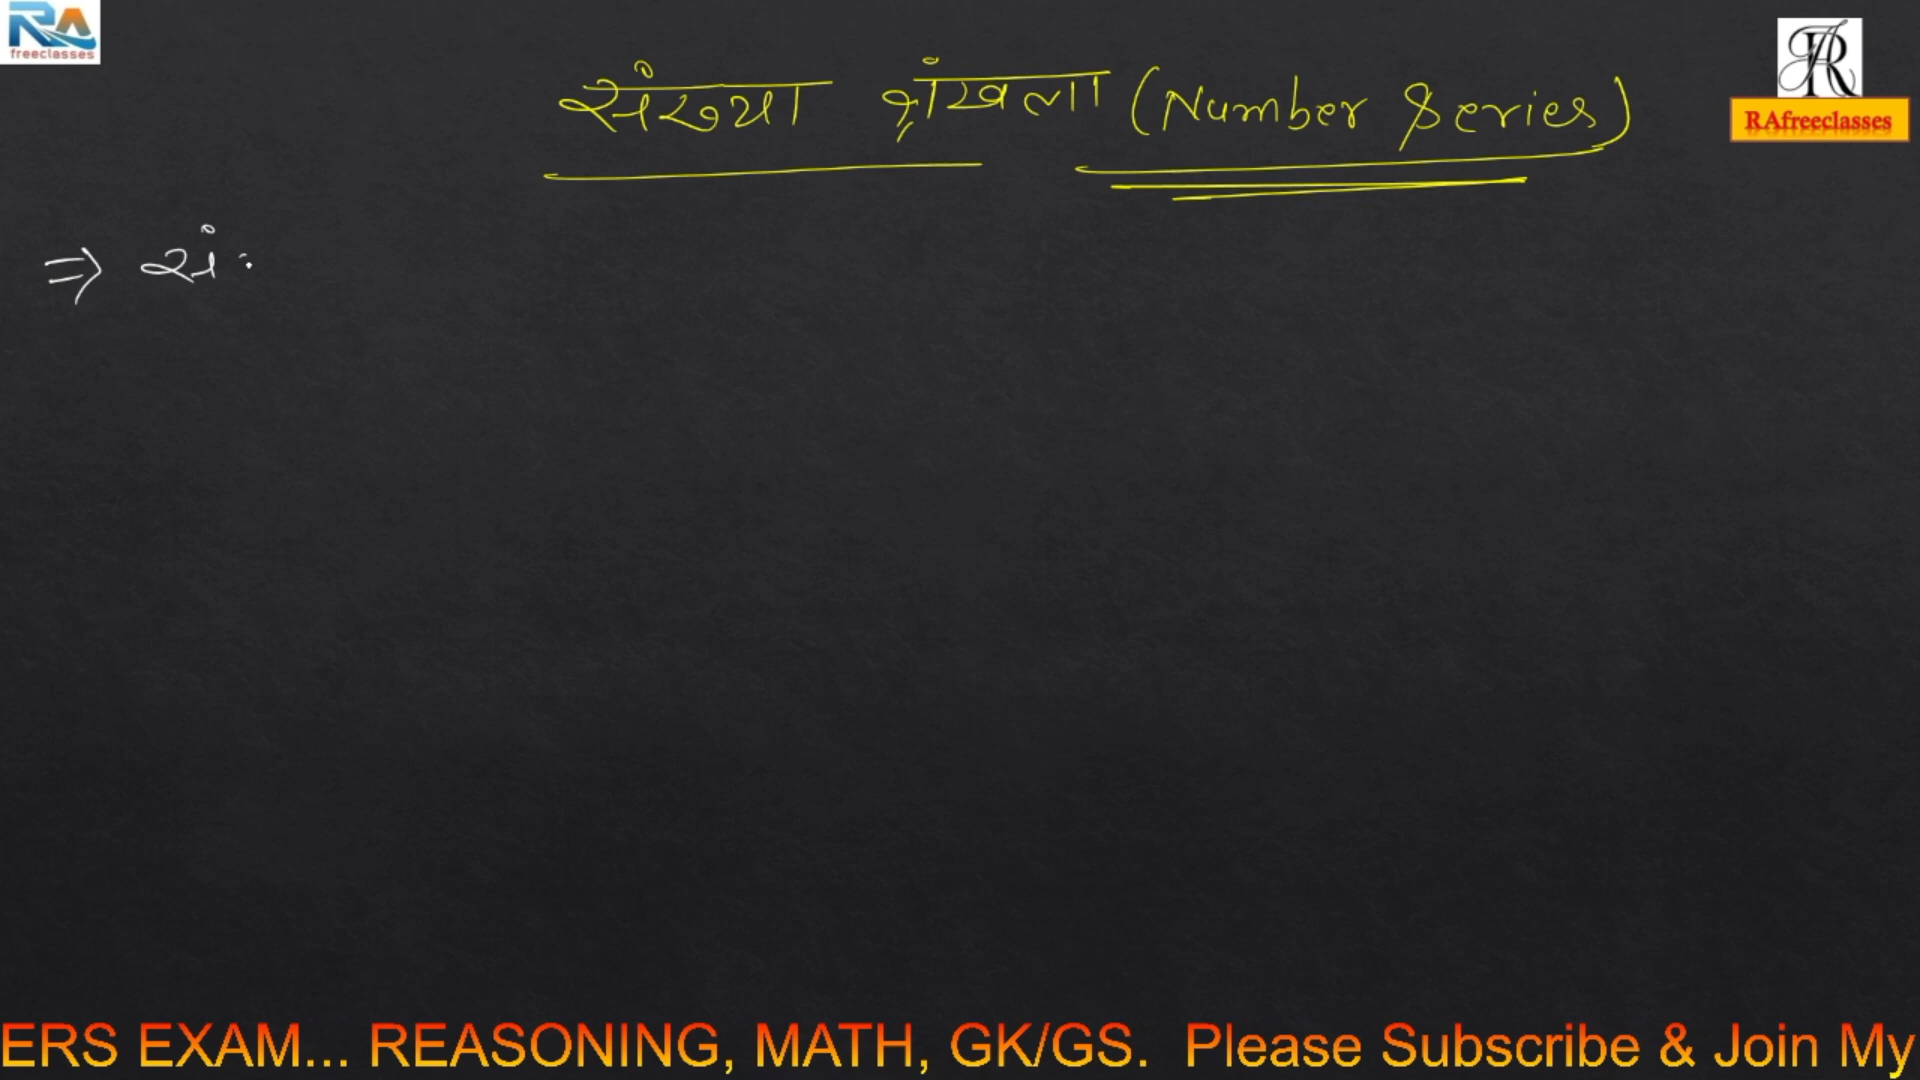 RA
freeclasses
संख्या श्रृंखला (Number Series)
RAfreeclasses
⇒ सं
ERS EXAM... REASONING, MATH, GK/GS. Please Subscribe & Join My